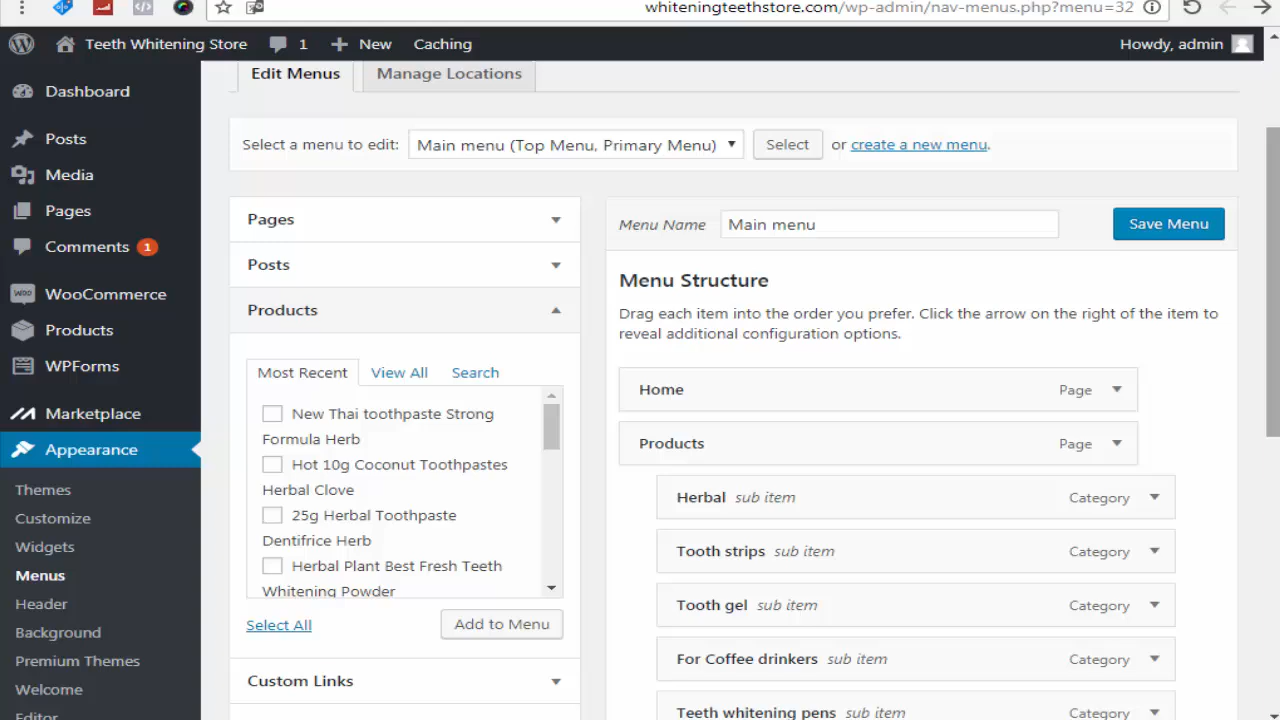 whiteningteethstore.com/wp-admin/nav-menus.php?menu=32
Teeth Whitening Store 1 New Caching Howdy, admin
Dashboard
Posts
Media
Pages
Comments 1
WooCommerce
Products
WPForms
Marketplace
Appearance
Themes
Customize
Widgets
Menus
Header
Background
Premium Themes
Welcome
Editor
Edit Menus Manage Locations
Select a menu to edit: Main menu (Top Menu, Primary Menu) Select or create a new menu.
Pages
Posts
Products
Most Recent View All Search
New Thai toothpaste Strong
Formula Herb
Hot 10g Coconut Toothpastes
Herbal Clove
25g Herbal Toothpaste
Dentifrice Herb
Herbal Plant Best Fresh Teeth
Whitening Powder
Select All Add to Menu
Custom Links
Menu Name Main menu Save Menu
Menu Structure
Drag each item into the order you prefer. Click the arrow on the right of the item to
reveal additional configuration options.
Home Page
Products Page
Herbal sub item Category
Tooth strips sub item Category
Tooth gel sub item Category
For Coffee drinkers sub item Category
Teeth whitening pens sub item Category